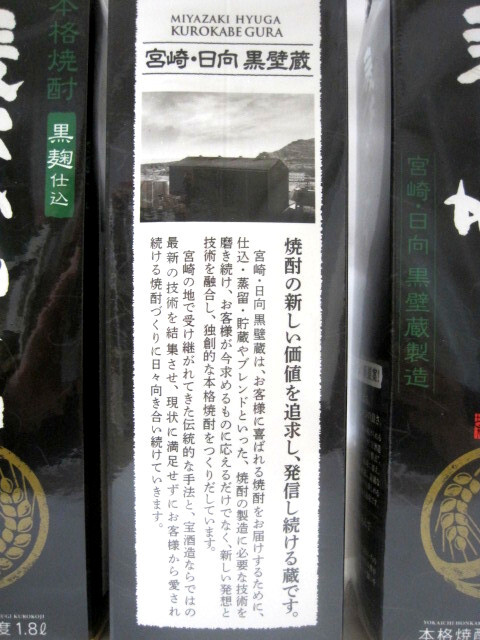 MIYAZAKI HYUGA
KUROKABE GURA
宮崎・日向 黒壁蔵
焼酎の新しい価値を追求し、発信し続ける蔵です。
宮崎・日向 黒壁蔵は、お客様に喜ばれる焼酎をお届けするために、
仕込・蒸留・貯蔵やブレンドといった、焼酎の製造に必要な技術を
磨き続け、お客様が今求めるものに応えるだけでなく、新しい発想と
技術を融合し、独創的な本格焼酎をつくりだしています。
宮崎の地で受け継がれてきた伝統的な手法と、宝酒造ならではの
最新の技術を結集させ、現状に満足せずにお客様から愛され
続ける焼酎づくりに日々向き合い続けていきます。
本格焼酎
黒麹仕込
度 1.8ℓ
宮崎・日向 黒壁蔵製造
本格焼酎